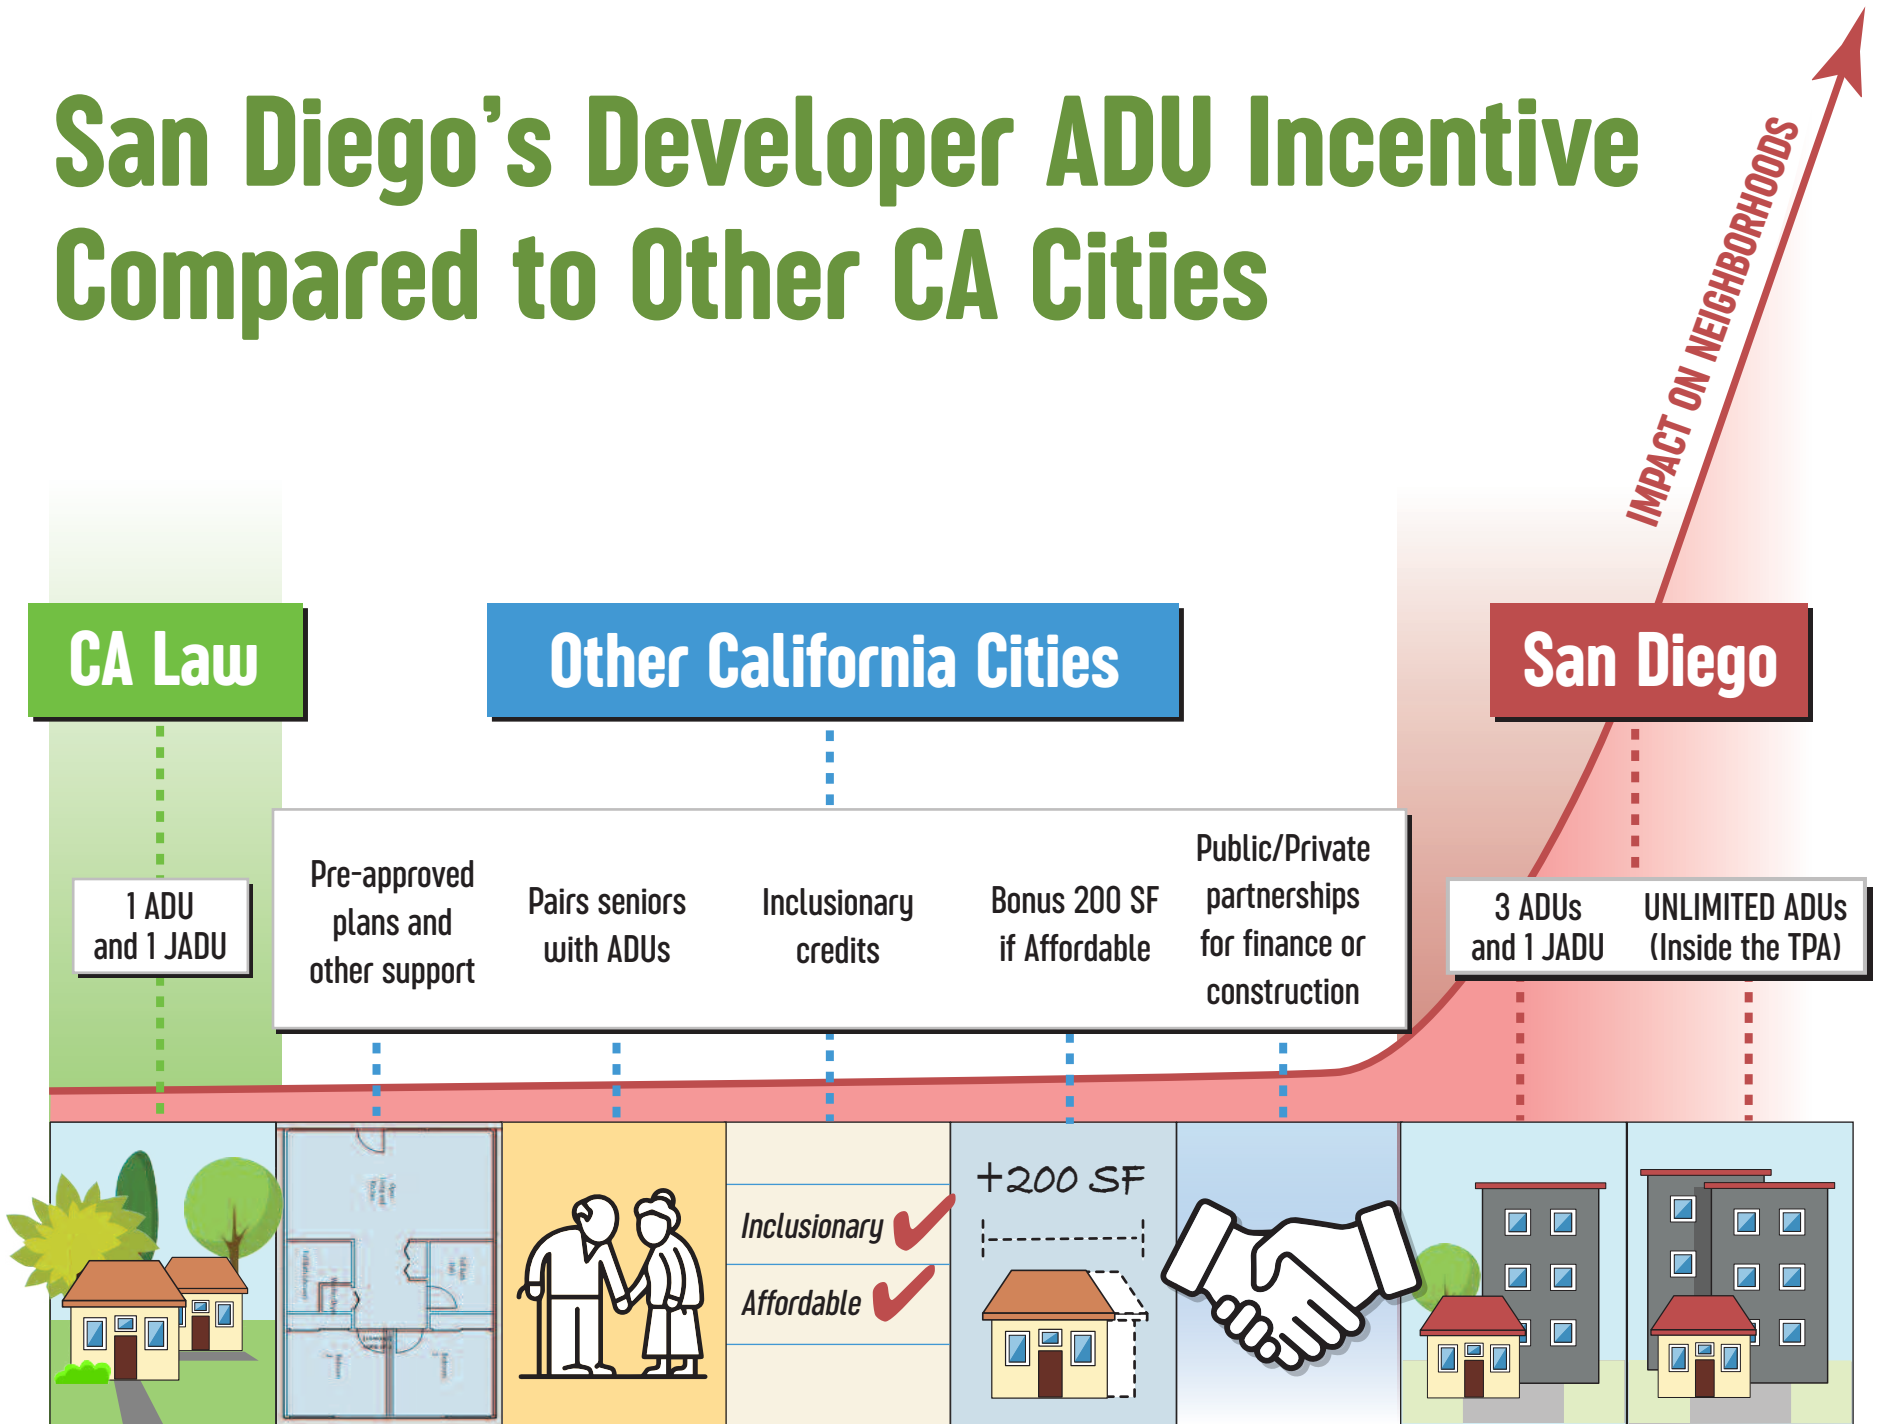 San Diego’s Developer ADU Incentive
Compared to Other CA Cities
IMPACT ON NEIGHBORHOODS
CA Law
Other California Cities
San Diego
1 ADU
and 1 JADU
Pre-approved
plans and
other support
Pairs seniors
with ADUs
Inclusionary
credits
Bonus 200 SF
if Affordable
Public/Private
partnerships
for finance or
construction
3 ADUs
and 1 JADU
UNLIMITED ADUs
(Inside the TPA)
Inclusionary
Affordable
+200 SF